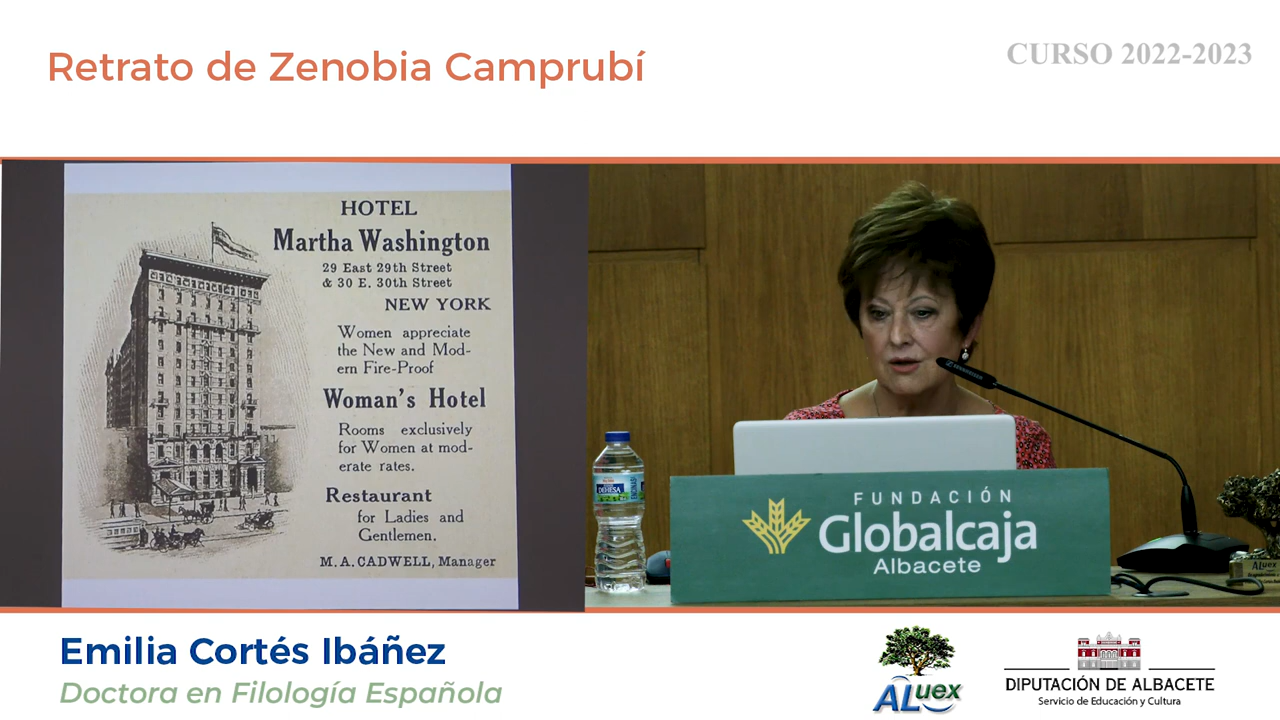 Retrato de Zenobia Camprubí
CURSO 2022-2023
HOTEL
Martha Washington
29 East 29th Street
& 30 E. 30th Street
NEW YORK
Women appreciate
the New and Mod-
ern Fire-Proof
Woman's Hotel
Rooms exclusively
for Women at mod-
erate rates.
Restaurant
for Ladies and
Gentlemen.
M. A. CADWELL, Manager
DEHESA
FUNDACIÓN
Globalcaja
Albacete
ALuex
Emilia Cortés Ibáñez
Doctora en Filología Española
ALuex
DIPUTACIÓN DE ALBACETE
Servicio de Educación y Cultura